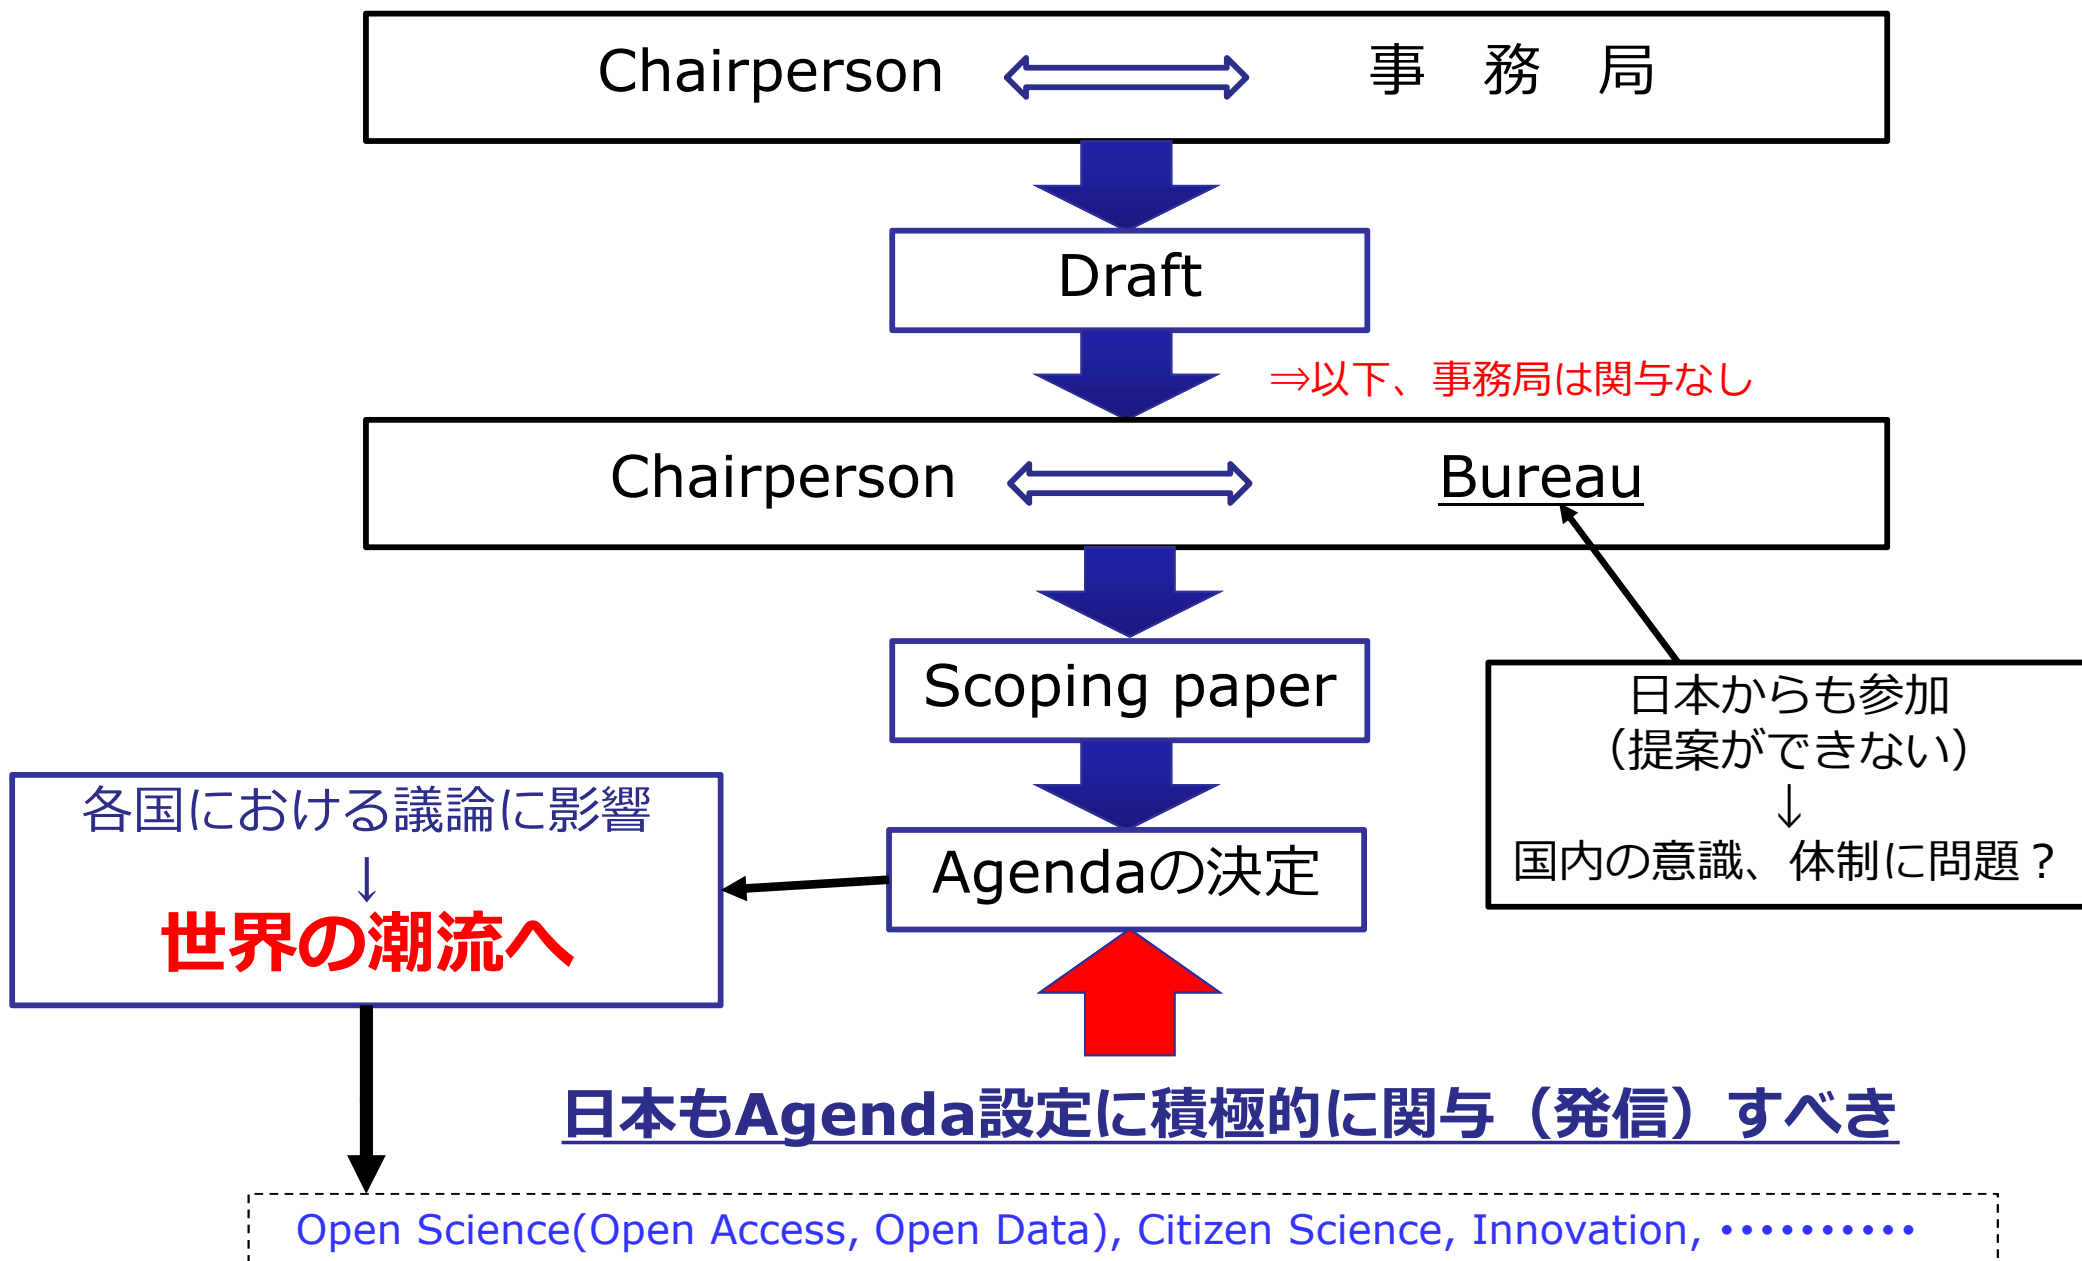 Chairperson 事　務　局
Draft
⇒以下、事務局は関与なし
Chairperson Bureau
Scoping paper
日本からも参加
（提案ができない）
↓
国内の意識、体制に問題？
各国における議論に影響
↓
世界の潮流へ
Agendaの決定
日本もAgenda設定に積極的に関与（発信）すべき
Open Science(Open Access, Open Data), Citizen Science, Innovation, ・・・・・・・・・・